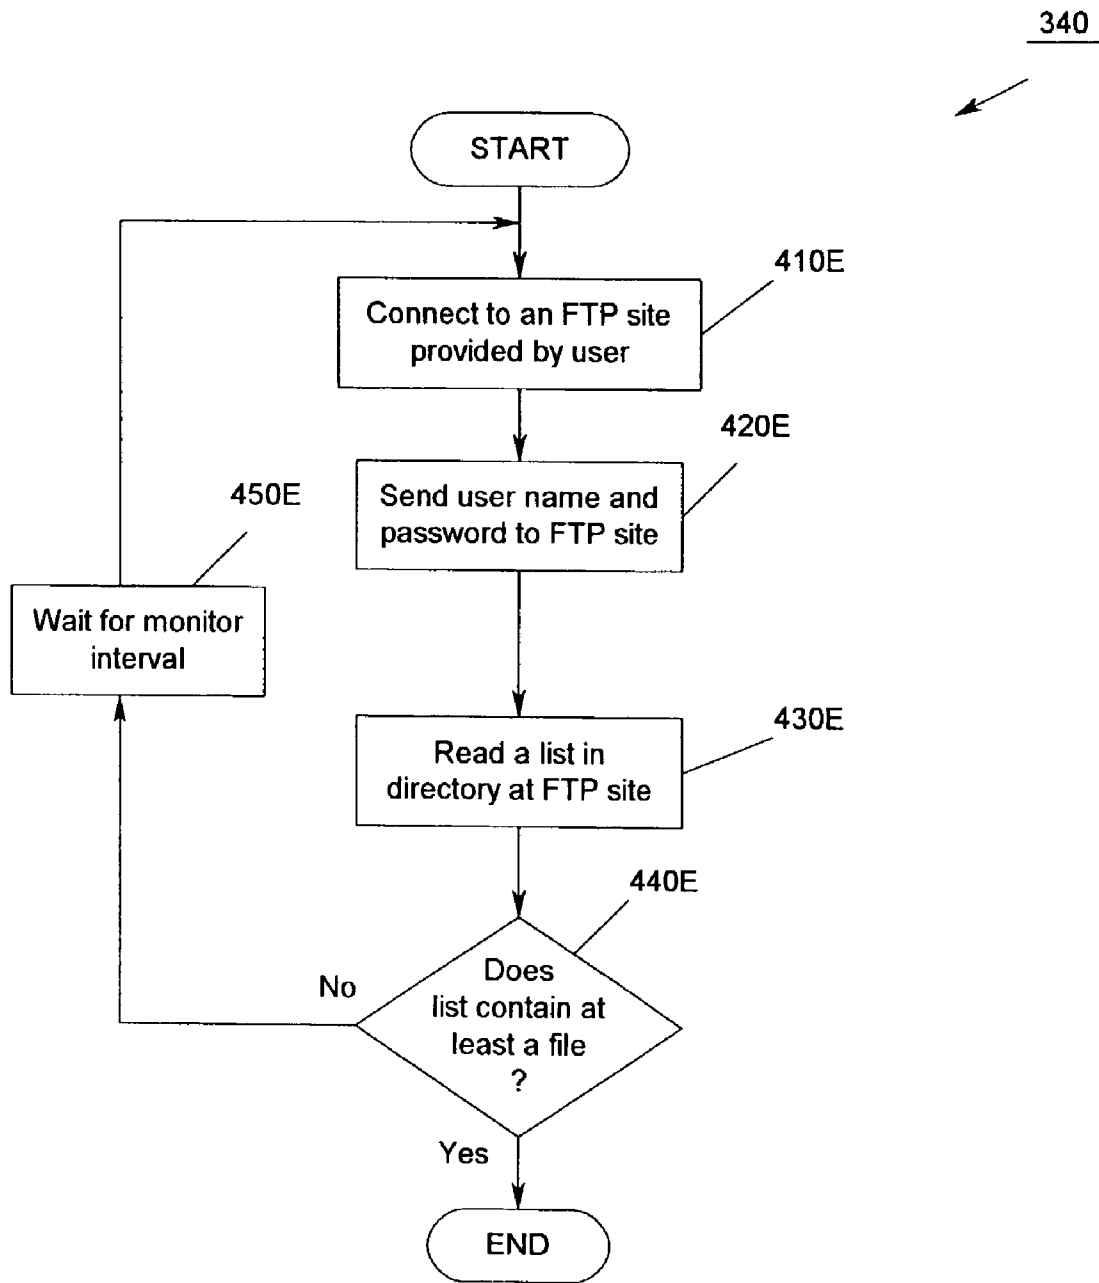 340
START
410E
Connect to an FTP site
provided by user
420E
Send user name and
password to FTP site
450E
Wait for monitor
interval
430E
Read a list in
directory at FTP site
440E
Does
list contain at
least a file
?
No
Yes
END